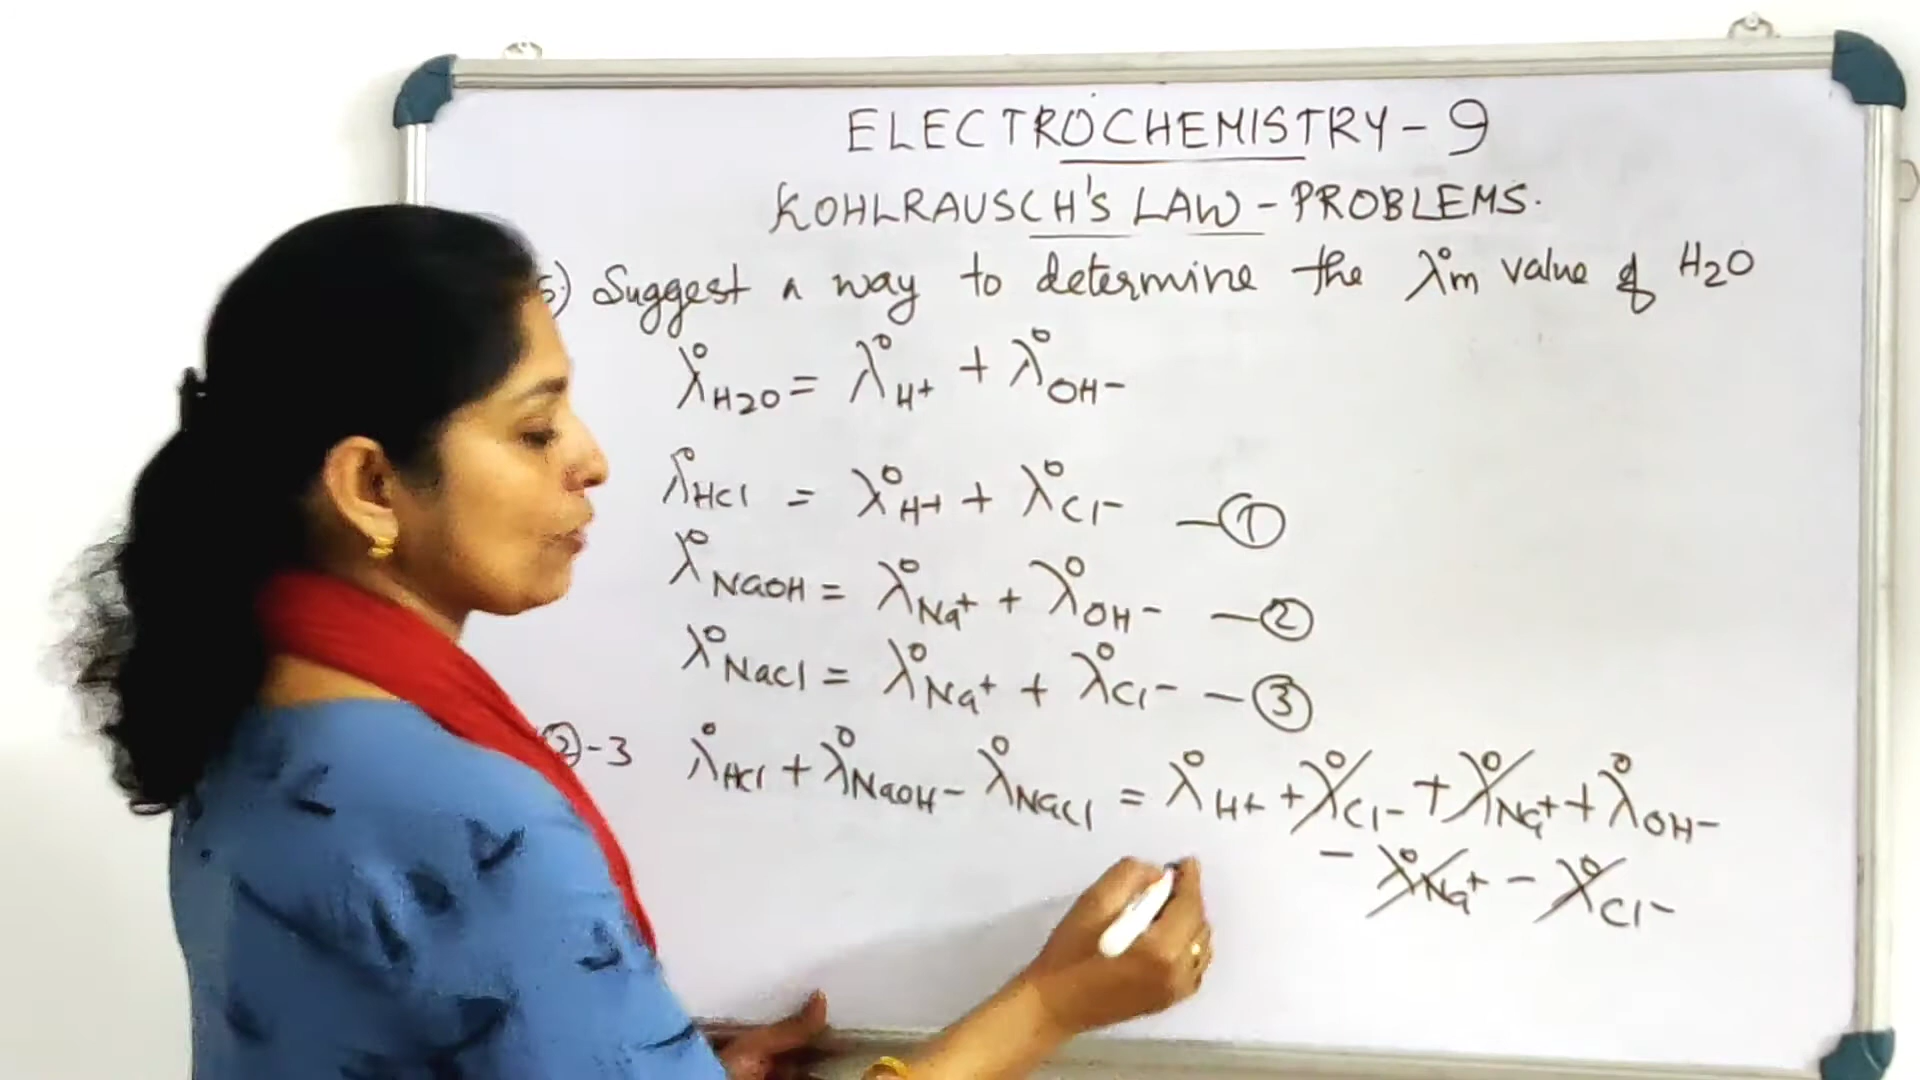 ELECTROCHEMISTRY - 9
KOHLRAUSCH'S LAW - PROBLEMS.
5) Suggest a way to determine the λ°m value of H2O
λ°H2O = λ°H+ + λ°OH-
λ°HCl = λ°H+ + λ°Cl- - ①
λ°NaOH = λ°Na+ + λ°OH- - ②
λ°NaCl = λ°Na+ + λ°Cl- - ③
②-3 λ°HCl + λ°NaOH - λ°NaCl = λ°H+ + λ°Cl- + λ°Na+ + λ°OH-
- λ°Na+ - λ°Cl-